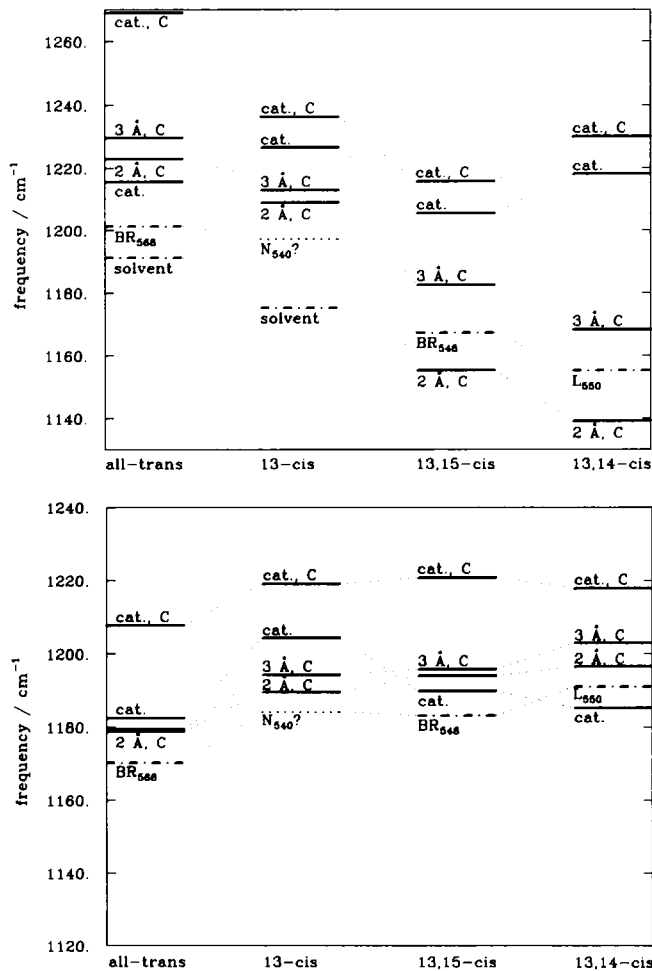 1260.
1240.
1220.
1200.
1180.
1160.
1140.
frequency / cm⁻¹
cat., C
3 Å, C
2 Å, C
cat.
BR₅₆₈
solvent
cat., C
cat.
3 Å, C
2 Å, C
N₅₄₀?
solvent
cat., C
cat.
3 Å, C
BR₅₄₈
2 Å, C
cat., C
cat.
3 Å, C
L₅₅₀
2 Å, C
all-trans 13-cis 13,15-cis 13,14-cis
1240.
1220.
1200.
1180.
1160.
1140.
1120.
frequency / cm⁻¹
cat., C
cat.
2 Å, C
BR₅₆₈
cat., C
cat.
3 Å, C
2 Å, C
N₅₄₀?
cat., C
3 Å, C
cat.
BR₅₄₈
cat., C
3 Å, C
2 Å, C
L₅₅₀
cat.
all-trans 13-cis 13,15-cis 13,14-cis